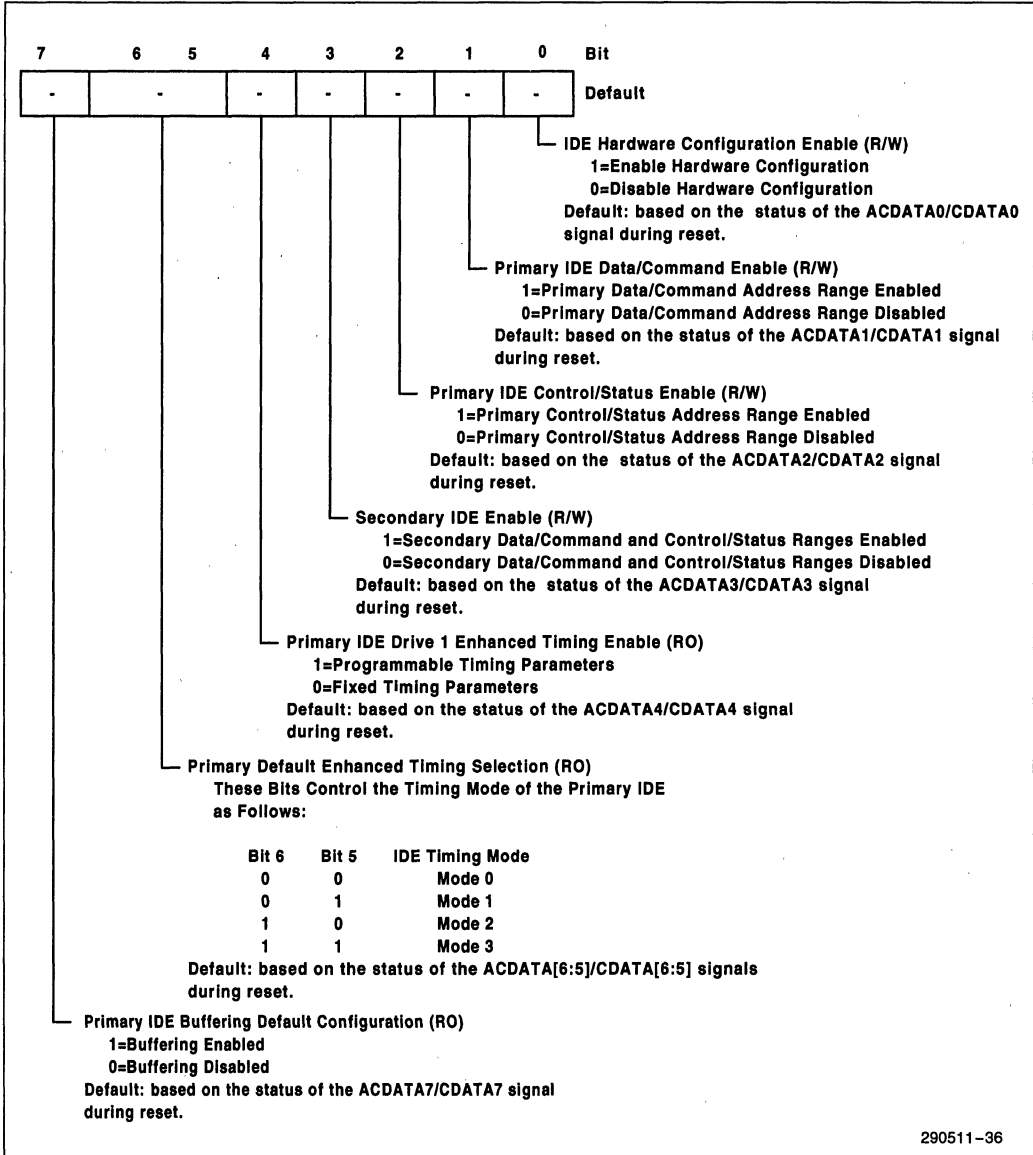 7 6 5 4 3 2 1 0 Bit
- - - - - - - Default
IDE Hardware Configuration Enable (R/W)
1=Enable Hardware Configuration
0=Disable Hardware Configuration
Default: based on the status of the ACDATA0/CDATA0
signal during reset.
Primary IDE Data/Command Enable (R/W)
1=Primary Data/Command Address Range Enabled
0=Primary Data/Command Address Range Disabled
Default: based on the status of the ACDATA1/CDATA1 signal
during reset.
Primary IDE Control/Status Enable (R/W)
1=Primary Control/Status Address Range Enabled
0=Primary Control/Status Address Range Disabled
Default: based on the status of the ACDATA2/CDATA2 signal
during reset.
Secondary IDE Enable (R/W)
1=Secondary Data/Command and Control/Status Ranges Enabled
0=Secondary Data/Command and Control/Status Ranges Disabled
Default: based on the status of the ACDATA3/CDATA3 signal
during reset.
Primary IDE Drive 1 Enhanced Timing Enable (RO)
1=Programmable Timing Parameters
0=Fixed Timing Parameters
Default: based on the status of the ACDATA4/CDATA4 signal
during reset.
Primary Default Enhanced Timing Selection (RO)
These Bits Control the Timing Mode of the Primary IDE
as Follows:
Bit 6 Bit 5 IDE Timing Mode
0 0 Mode 0
0 1 Mode 1
1 0 Mode 2
1 1 Mode 3
Default: based on the status of the ACDATA[6:5]/CDATA[6:5] signals
during reset.
Primary IDE Buffering Default Configuration (RO)
1=Buffering Enabled
0=Buffering Disabled
Default: based on the status of the ACDATA7/CDATA7 signal
during reset.
290511-36